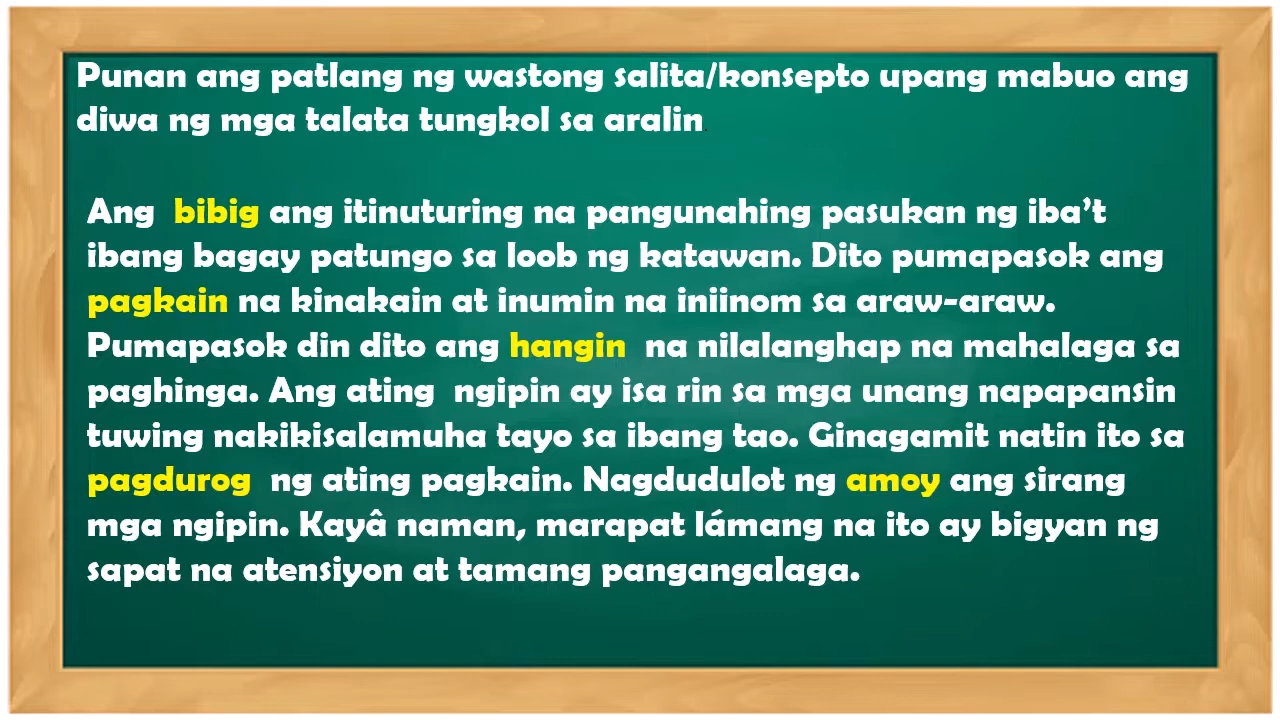 Punan ang patlang ng wastong salita/konsepto upang mabuo ang
diwa ng mga talata tungkol sa aralin.
Ang bibig ang itinuturing na pangunahing pasukan ng iba’t
ibang bagay patungo sa loob ng katawan. Dito pumapasok ang
pagkain na kinakain at inumin na iniinom sa araw-araw.
Pumapasok din dito ang hangin na nilalanghap na mahalaga sa
paghinga. Ang ating ngipin ay isa rin sa mga unang napapansin
tuwing nakikisalamuha tayo sa ibang tao. Ginagamit natin ito sa
pagdurog ng ating pagkain. Nagdudulot ng amoy ang sirang
mga ngipin. Kayâ naman, marapat lámang na ito ay bigyan ng
sapat na atensiyon at tamang pangangalaga.